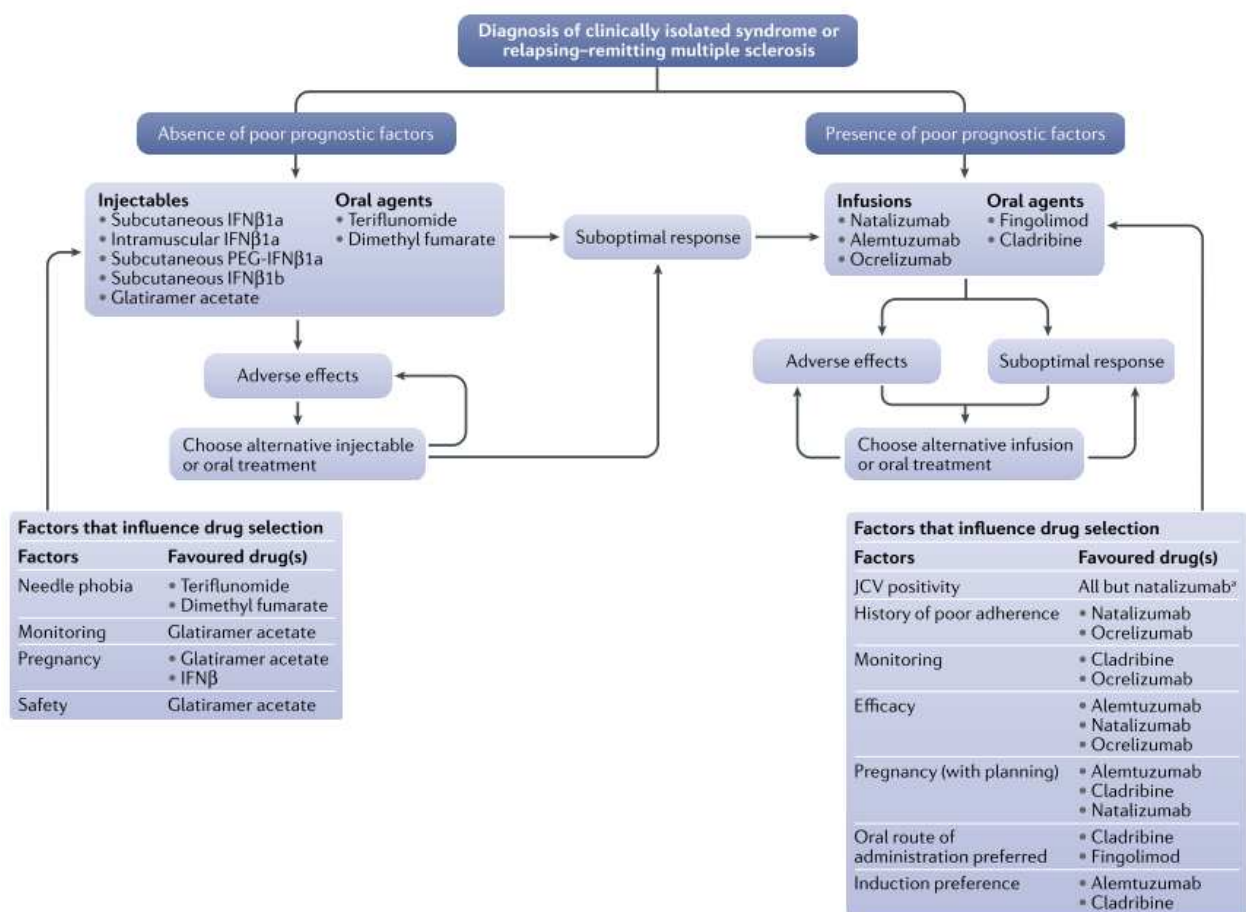 Diagnosis of clinically isolated syndrome or
relapsing–remitting multiple sclerosis
Absence of poor prognostic factors
Presence of poor prognostic factors
Injectables
• Subcutaneous IFNβ1a
• Intramuscular IFNβ1a
• Subcutaneous PEG-IFNβ1a
• Subcutaneous IFNβ1b
• Glatiramer acetate
Oral agents
• Teriflunomide
• Dimethyl fumarate
Suboptimal response
Infusions
• Natalizumab
• Alemtuzumab
• Ocrelizumab
Oral agents
• Fingolimod
• Cladribine
Adverse effects
Choose alternative injectable
or oral treatment
Adverse effects
Suboptimal response
Choose alternative infusion
or oral treatment
Factors that influence drug selection
Factors Favoured drug(s)
Needle phobia • Teriflunomide
• Dimethyl fumarate
Monitoring Glatiramer acetate
Pregnancy • Glatiramer acetate
• IFNβ
Safety Glatiramer acetate
Factors that influence drug selection
Factors Favoured drug(s)
JCV positivity All but natalizumabᵃ
History of poor adherence • Natalizumab
• Ocrelizumab
Monitoring • Cladribine
• Ocrelizumab
Efficacy • Alemtuzumab
• Natalizumab
• Ocrelizumab
Pregnancy (with planning) • Alemtuzumab
• Cladribine
• Natalizumab
Oral route of • Cladribine
administration preferred • Fingolimod
Induction preference • Alemtuzumab
• Cladribine